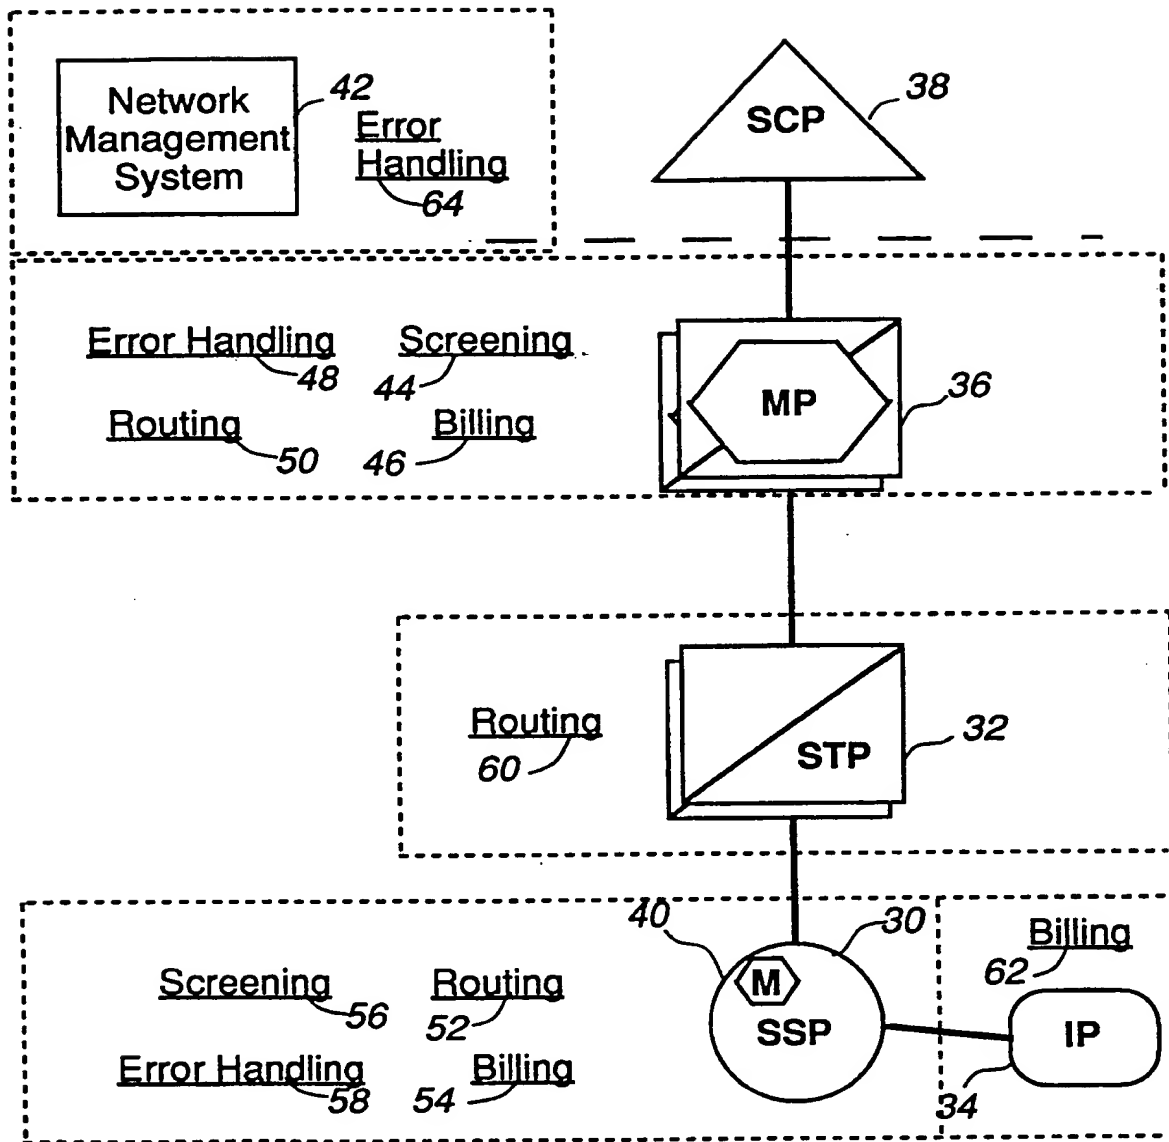 Network
Management
System
42
Error
Handling
64
SCP
38
Error Handling
48
Screening
44
Routing
50
Billing
46
MP
36
Routing
60
STP
32
Screening
56
Routing
52
Error Handling
58
Billing
54
40
30
M
SSP
Billing
62
IP
34